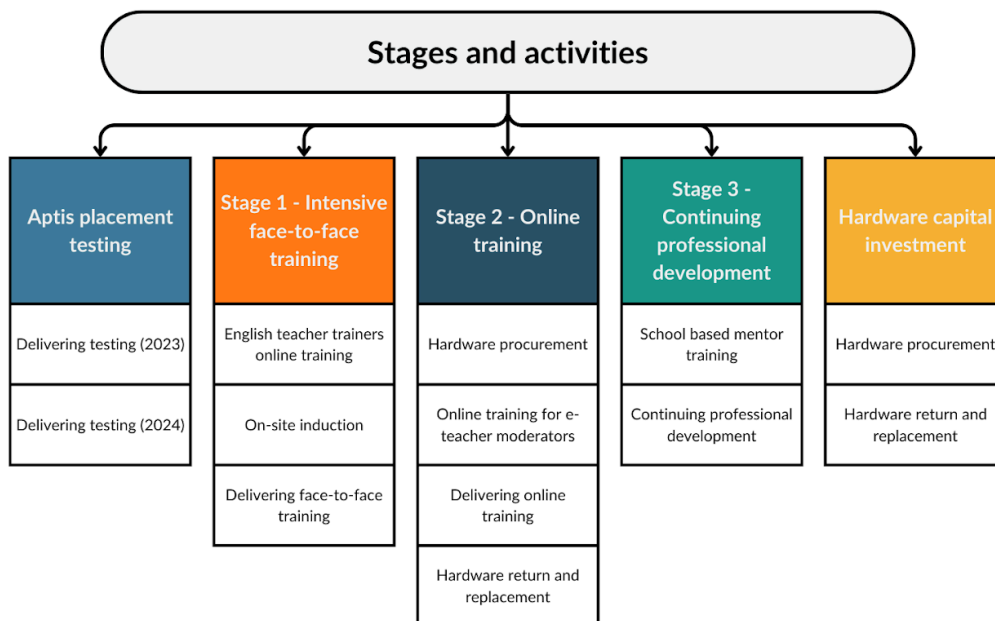 Stages and activities
Aptis placement
testing
Delivering testing (2023)
Delivering testing (2024)
Stage 1 - Intensive
face-to-face
training
English teacher trainers
online training
On-site induction
Delivering face-to-face
training
Stage 2 - Online
training
Hardware procurement
Online training for e-
teacher moderators
Delivering online
training
Hardware return and
replacement
Stage 3 -
Continuing
professional
development
School based mentor
training
Continuing professional
development
Hardware capital
investment
Hardware procurement
Hardware return and
replacement